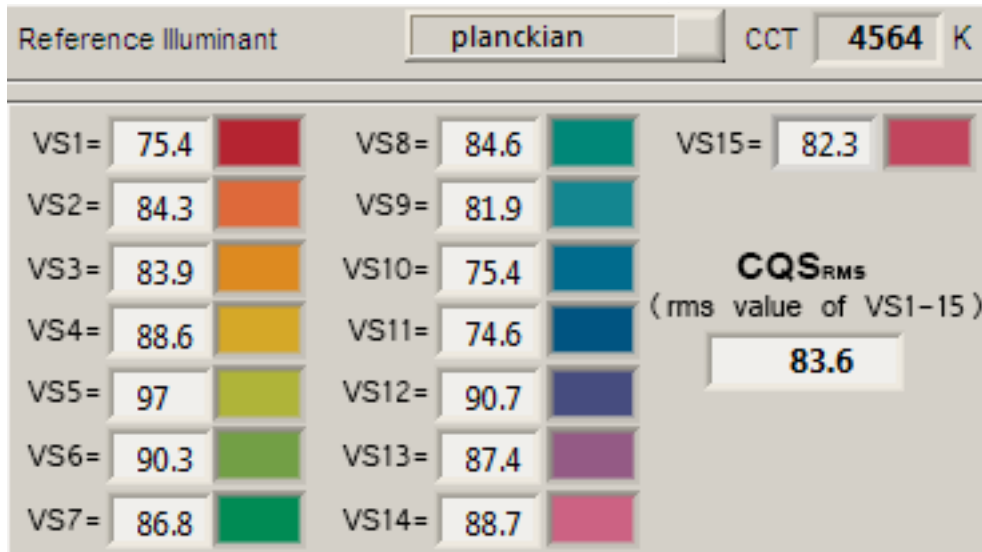 Reference Illuminant planckian CCT 4564 K
VS1= 75.4 VS8= 84.6 VS15= 82.3
VS2= 84.3 VS9= 81.9
VS3= 83.9 VS10= 75.4 CQSRMS
VS4= 88.6 VS11= 74.6 (rms value of VS1-15)
VS5= 97 VS12= 90.7 83.6
VS6= 90.3 VS13= 87.4
VS7= 86.8 VS14= 88.7